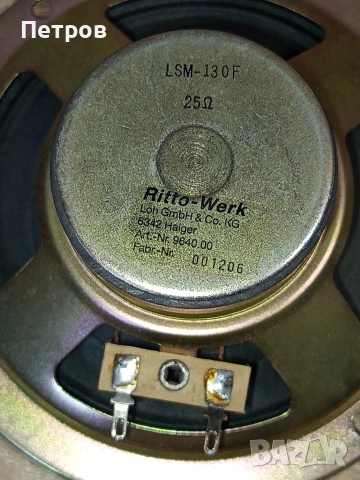 Петров
LSM-130F
25Ω
Ritto-Werk
Loh GmbH & Co. KG
6342 Haiger
Art.-Nr. 9640.00
Fabr.-Nr. 001206
BAZAR